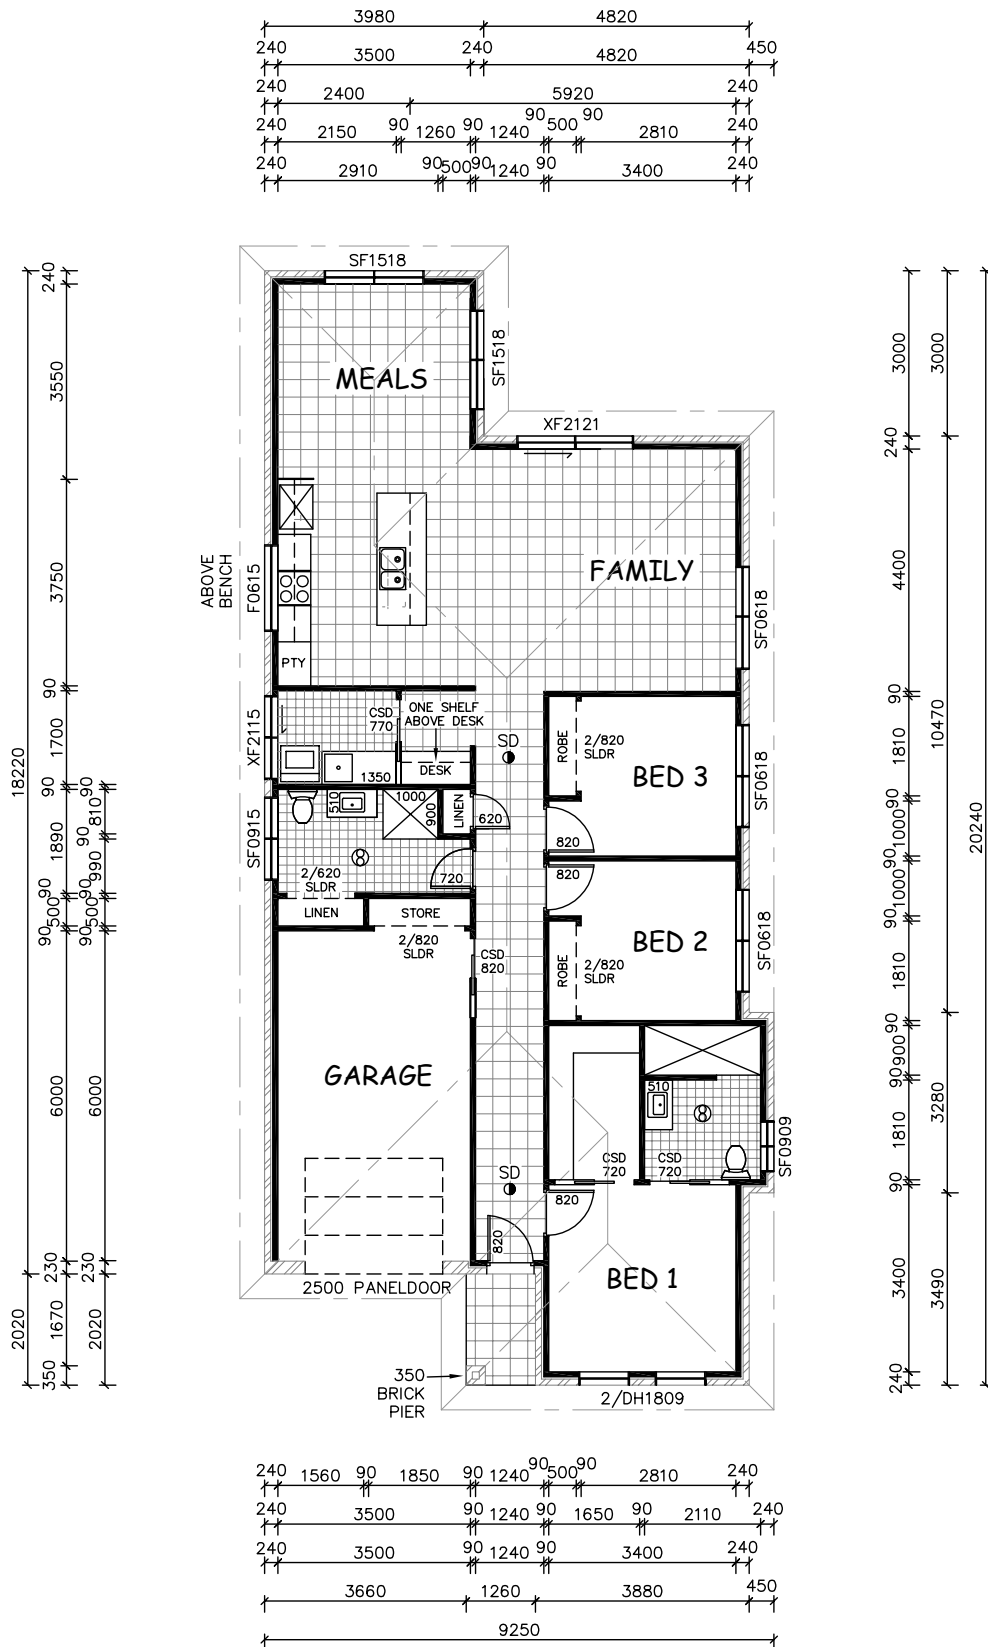 3980 4820
240 3500 240 4820 450
240 2400 5920 240
240 2150 90 1260 90 1240 90 500 90 2810 240
240 2910 90 500 90 1240 90 3400 240
SF1518
SF1518
MEALS
XF2121
FAMILY
ABOVE
BENCH
F0615
SF0618
PTY
XF2115
CSD
770
ONE SHELF
ABOVE DESK
DESK
1350
SD
ROBE
2/820
SLDR
BED 3
SF0618
SF0915
510
1000
900
LINEN
620
820
8
2/620
SLDR
720
820
LINEN
STORE
2/820
SLDR
CSD
820
ROBE
2/820
SLDR
BED 2
SF0618
GARAGE
510
8
CSD
720
CSD
720
SF0909
SD
820
820
BED 1
2500 PANELDOOR
350
BRICK
PIER
2/DH1809
18220
2020
240
3550
3750
90
1700
90
1890
90
500
90
6000
230
1670
350
90
810
90
990
90
500
90
6000
230
2020
3000
240
4400
90
1810
90
1000
90
1000
90
1810
90
900
90
1810
90
3400
240
3000
10470
3280
3490
20240
240 1560 90 1850 90 1240 90 500 90 2810 240
240 3500 90 1240 90 1650 90 2110 240
240 3500 90 1240 90 3400 240
3660 1260 3880 450
9250